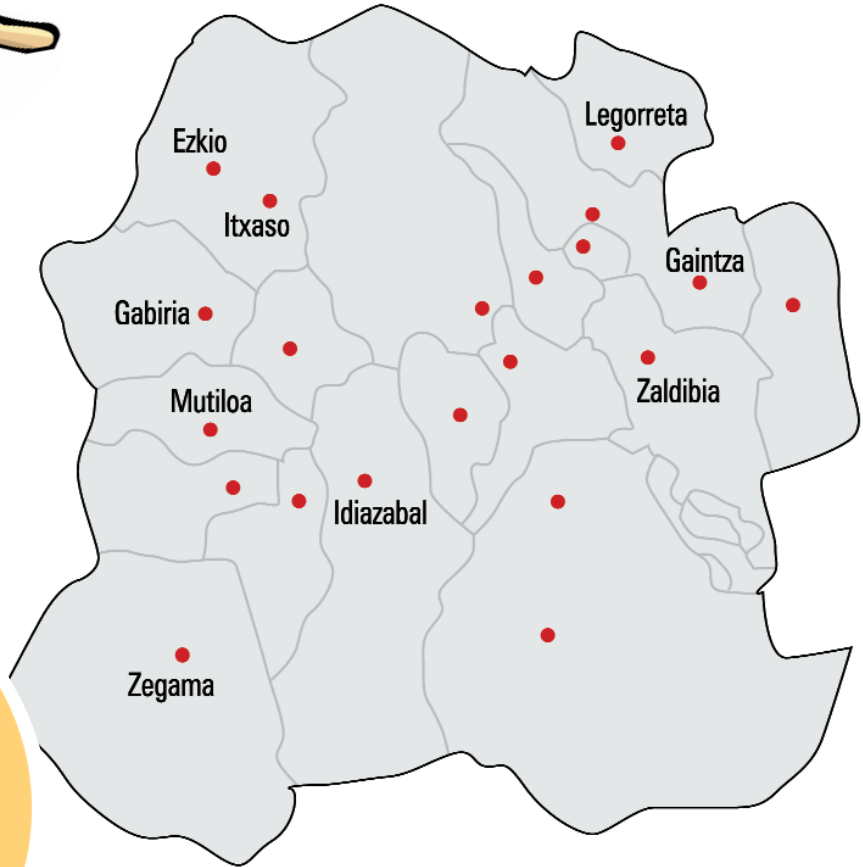 Legorreta
Ezkio
Itxaso
Gaintza
Gabiria
Zaldibia
Mutiloa
Idiazabal
Zegama